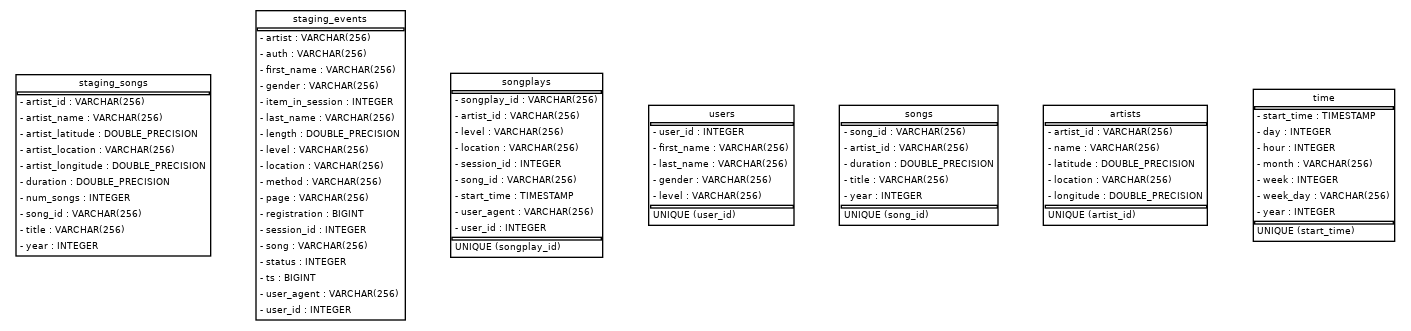 staging_songs
- artist_id : VARCHAR(256)
- artist_name : VARCHAR(256)
- artist_latitude : DOUBLE_PRECISION
- artist_location : VARCHAR(256)
- artist_longitude : DOUBLE_PRECISION
- duration : DOUBLE_PRECISION
- num_songs : INTEGER
- song_id : VARCHAR(256)
- title : VARCHAR(256)
- year : INTEGER
staging_events
- artist : VARCHAR(256)
- auth : VARCHAR(256)
- first_name : VARCHAR(256)
- gender : VARCHAR(256)
- item_in_session : INTEGER
- last_name : VARCHAR(256)
- length : DOUBLE_PRECISION
- level : VARCHAR(256)
- location : VARCHAR(256)
- method : VARCHAR(256)
- page : VARCHAR(256)
- registration : BIGINT
- session_id : INTEGER
- song : VARCHAR(256)
- status : INTEGER
- ts : BIGINT
- user_agent : VARCHAR(256)
- user_id : INTEGER
songplays
- songplay_id : VARCHAR(256)
- artist_id : VARCHAR(256)
- level : VARCHAR(256)
- location : VARCHAR(256)
- session_id : INTEGER
- song_id : VARCHAR(256)
- start_time : TIMESTAMP
- user_agent : VARCHAR(256)
- user_id : INTEGER
UNIQUE (songplay_id)
users
- user_id : INTEGER
- first_name : VARCHAR(256)
- last_name : VARCHAR(256)
- gender : VARCHAR(256)
- level : VARCHAR(256)
UNIQUE (user_id)
songs
- song_id : VARCHAR(256)
- artist_id : VARCHAR(256)
- duration : DOUBLE_PRECISION
- title : VARCHAR(256)
- year : INTEGER
UNIQUE (song_id)
artists
- artist_id : VARCHAR(256)
- name : VARCHAR(256)
- latitude : DOUBLE_PRECISION
- location : VARCHAR(256)
- longitude : DOUBLE_PRECISION
UNIQUE (artist_id)
time
- start_time : TIMESTAMP
- day : INTEGER
- hour : INTEGER
- month : VARCHAR(256)
- week : INTEGER
- week_day : VARCHAR(256)
- year : INTEGER
UNIQUE (start_time)